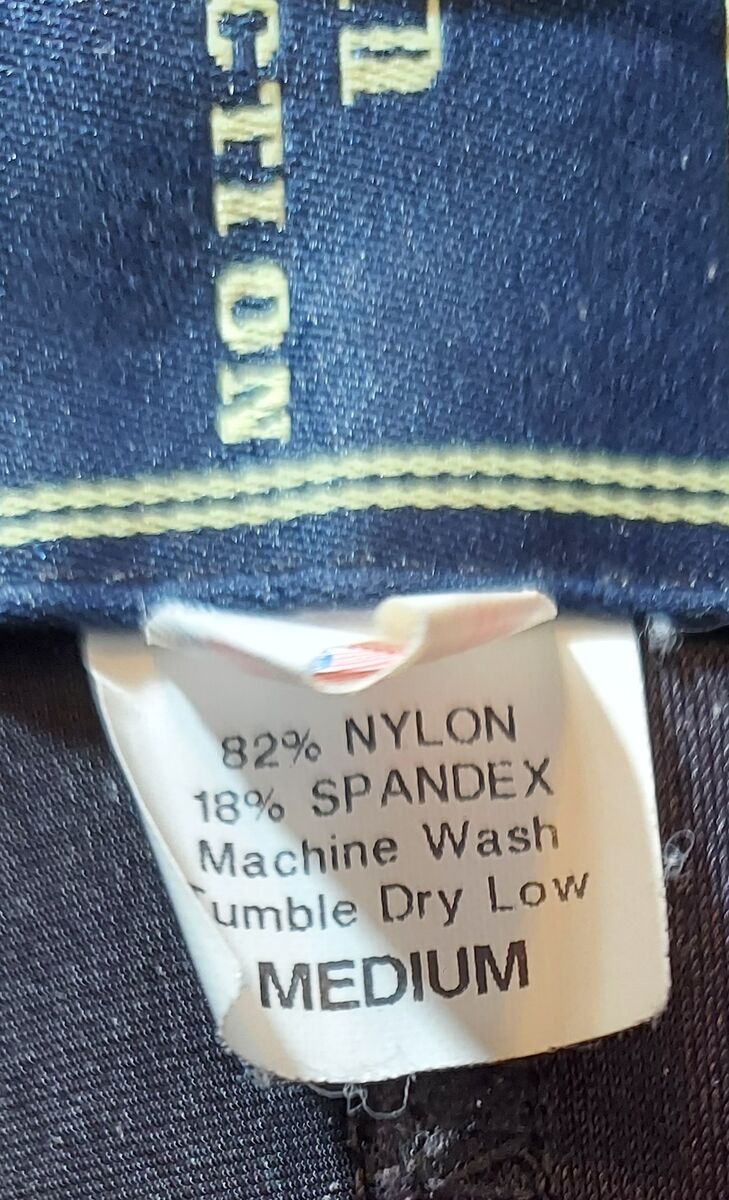 CTION
82% NYLON
18% SPANDEX
Machine Wash
Tumble Dry Low
MEDIUM